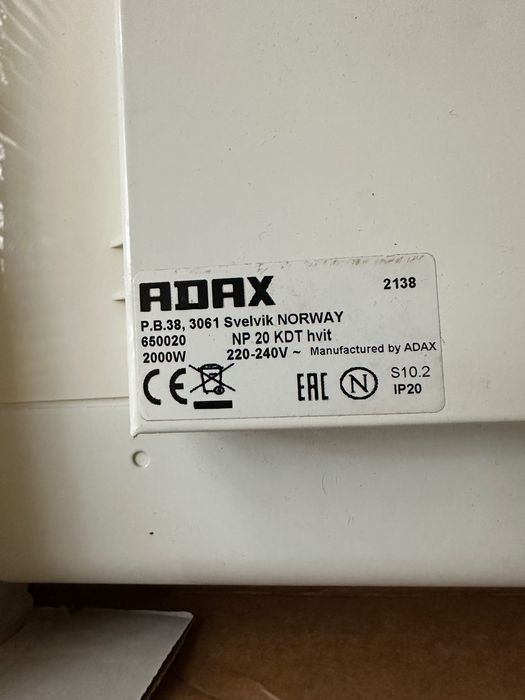 ADAX 2138
P.B.38, 3061 Svelvik NORWAY
650020 NP 20 KDT hvit
2000W 220-240V ~ Manufactured by ADAX
CE EAC N S10.2
IP20